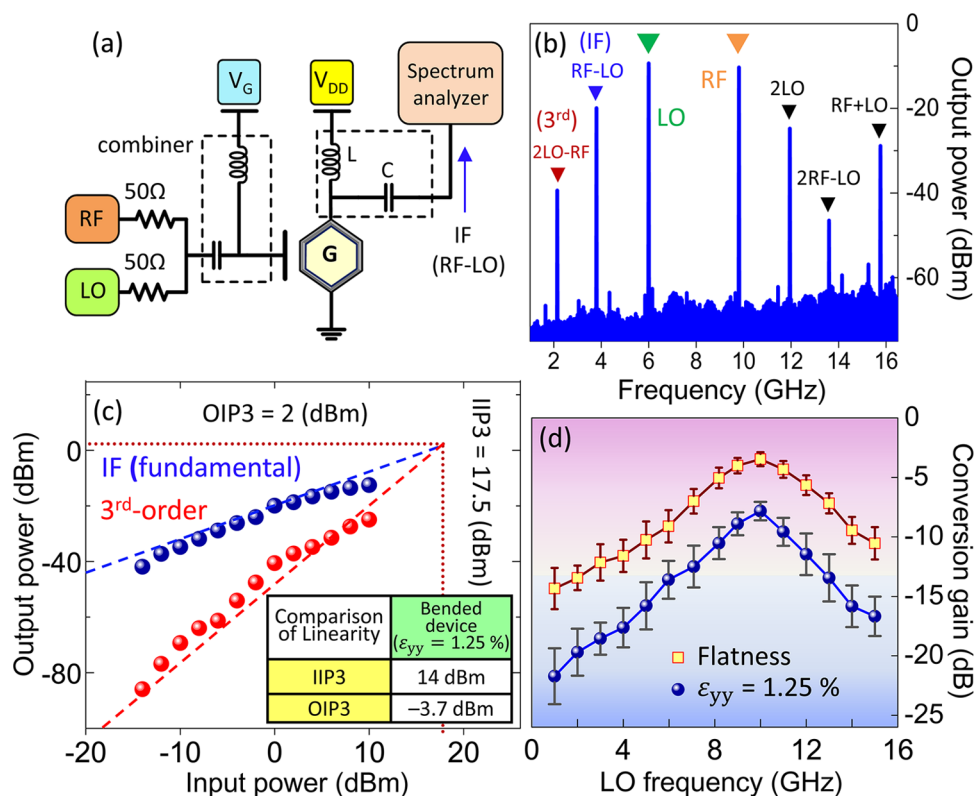 (a)
V_G
V_DD
Spectrum
analyzer
combiner
L
C
50Ω
RF
50Ω
LO
G
IF
(RF-LO)
(b)
(IF)
RF-LO
LO
RF
2LO
RF+LO
(3rd)
2LO-RF
2RF-LO
0
-20
-40
-60
Output power (dBm)
2 4 6 8 10 12 14 16
Frequency (GHz)
(c)
OIP3 = 2 (dBm)
IIP3 = 17.5 (dBm)
IF (fundamental)
3rd-order
0
-40
-80
Output power (dBm)
Comparison
of Linearity
Bended
device
(εyy = 1.25 %)
IIP3 14 dBm
OIP3 −3.7 dBm
-20 -10 0 10 20
Input power (dBm)
(d)
Flatness
εyy = 1.25 %
0
-5
-10
-15
-20
-25
Conversion gain (dB)
0 4 8 12 16
LO frequency (GHz)